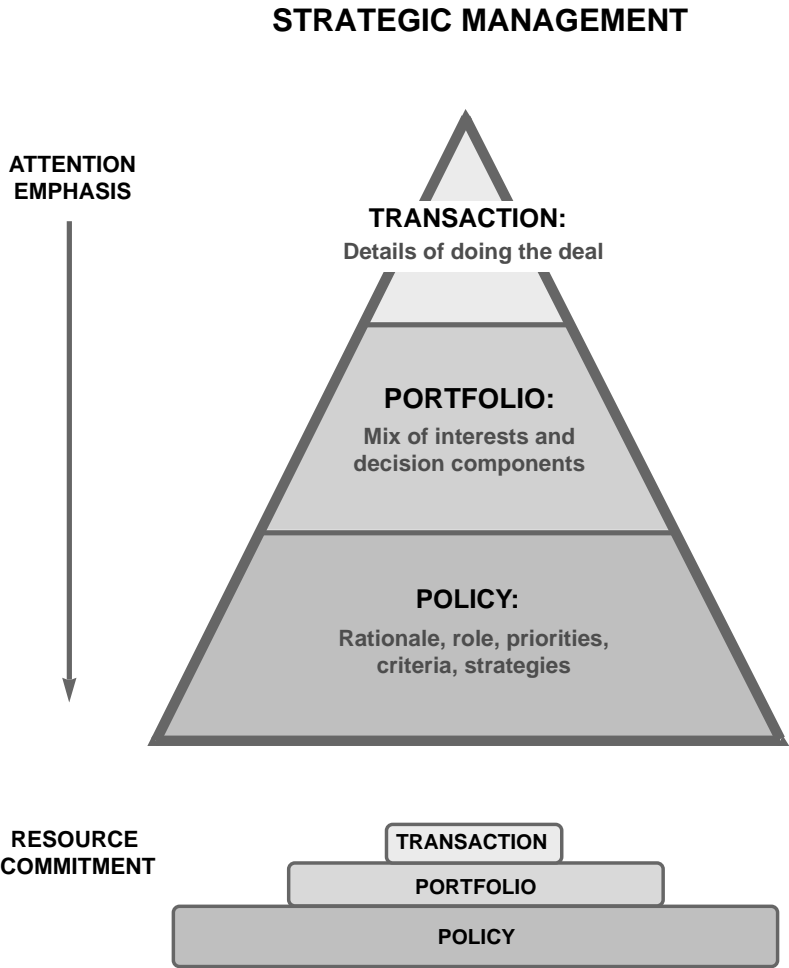 STRATEGIC MANAGEMENT
ATTENTION
EMPHASIS
TRANSACTION:
Details of doing the deal
PORTFOLIO:
Mix of interests and
decision components
POLICY:
Rationale, role, priorities,
criteria, strategies
RESOURCE
COMMITMENT
TRANSACTION
PORTFOLIO
POLICY